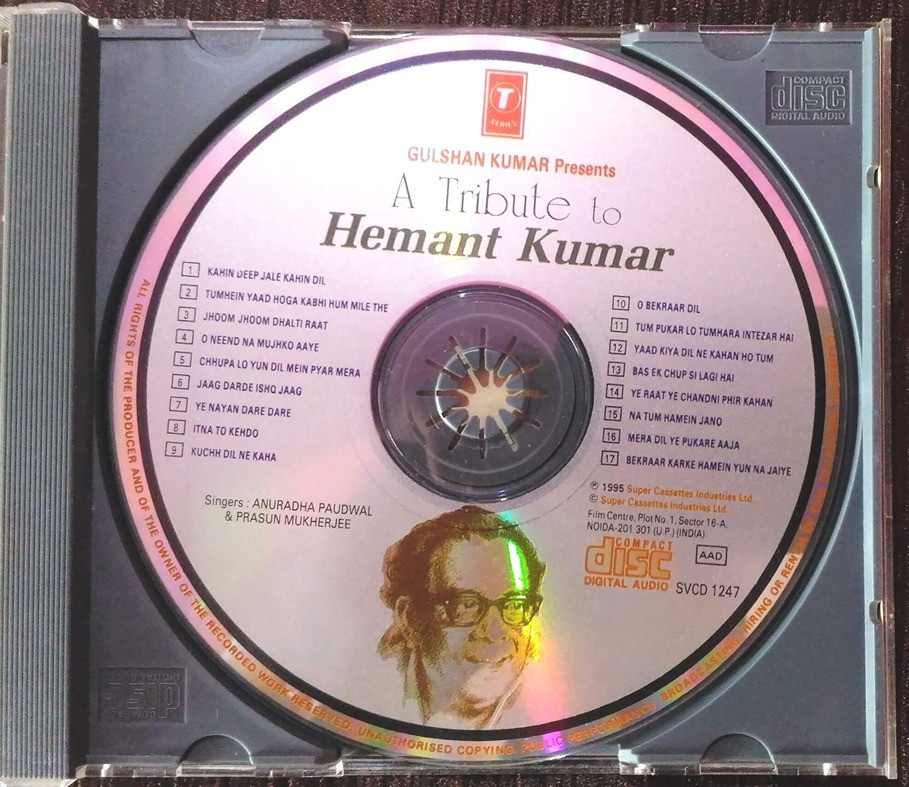 T
SERIES
GULSHAN KUMAR Presents
A Tribute to
Hemant Kumar
1 KAHIN DEEP JALE KAHIN DIL
2 TUMHEIN YAAD HOGA KABHI HUM MILE THE
3 JHOOM JHOOM DHALTI RAAT
4 O NEEND NA MUJHKO AAYE
5 CHHUPA LO YUN DIL MEIN PYAR MERA
6 JAAG DARDE ISHQ JAAG
7 YE NAYAN DARE DARE
8 ITNA TO KEHDO
9 KUCHH DIL NE KAHA
10 O BEKRAAR DIL
11 TUM PUKAR LO TUMHARA INTEZAR HAI
12 YAAD KIYA DIL NE KAHAN HO TUM
13 BAS EK CHUP SI LAGI HAI
14 YE RAAT YE CHANDNI PHIR KAHAN
15 NA TUM HAMEIN JANO
16 MERA DIL YE PUKARE AAJA
17 BEKRAAR KARKE HAMEIN YUN NA JAIYE
Singers : ANURADHA PAUDWAL
& PRASUN MUKHERJEE
℗ 1995 Super Cassettes Industries Ltd.
© Super Cassettes Industries Ltd.
Film Centre, Plot No. 1, Sector 16-A,
NOIDA-201 301 (U.P.) (INDIA)
COMPACT
disc
DIGITAL AUDIO
AAD
SVCD 1247
ALL RIGHTS OF THE PRODUCER AND OF THE OWNER OF THE RECORDED WORK RESERVED. UNAUTHORISED COPYING, PUBLIC PERFORMANCE, BROADCASTING, HIRING OR
COMPACT
disc
DIGITAL AUDIO
COMPACT
disc
DIGITAL AUDIO